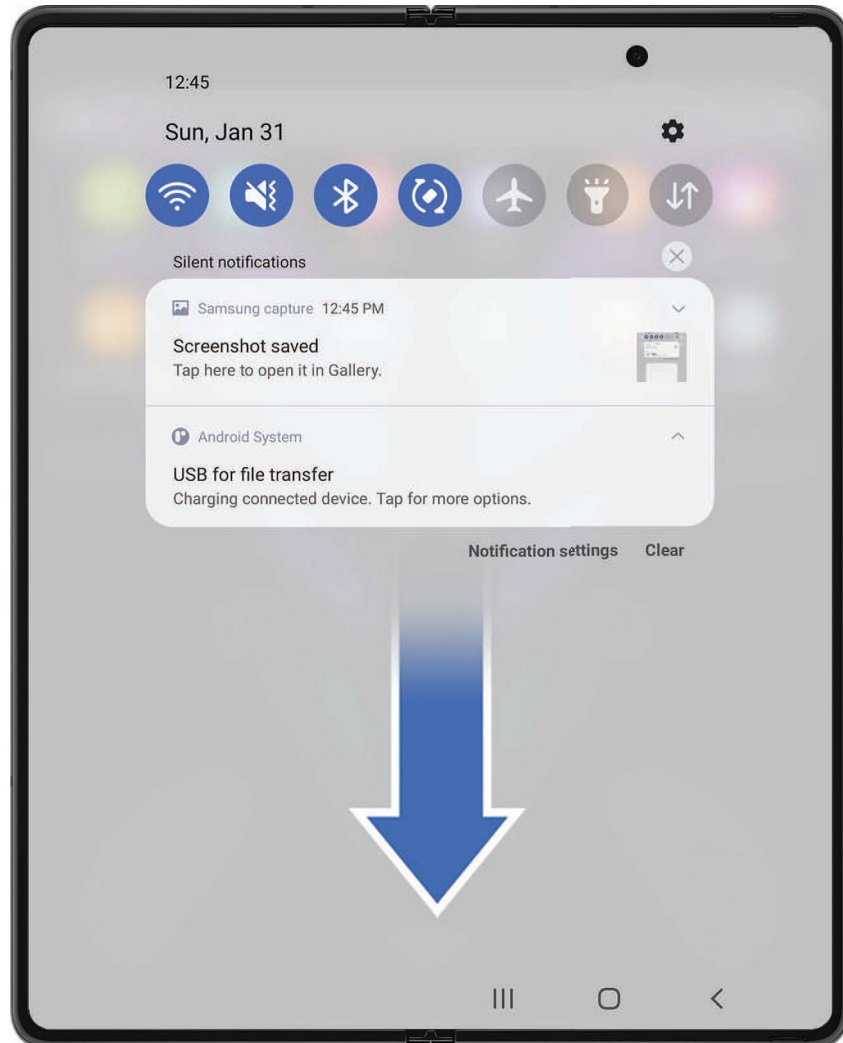 12:45
Sun, Jan 31
Silent notifications
Samsung capture 12:45 PM
Screenshot saved
Tap here to open it in Gallery.
Android System
USB for file transfer
Charging connected device. Tap for more options.
Notification settings Clear